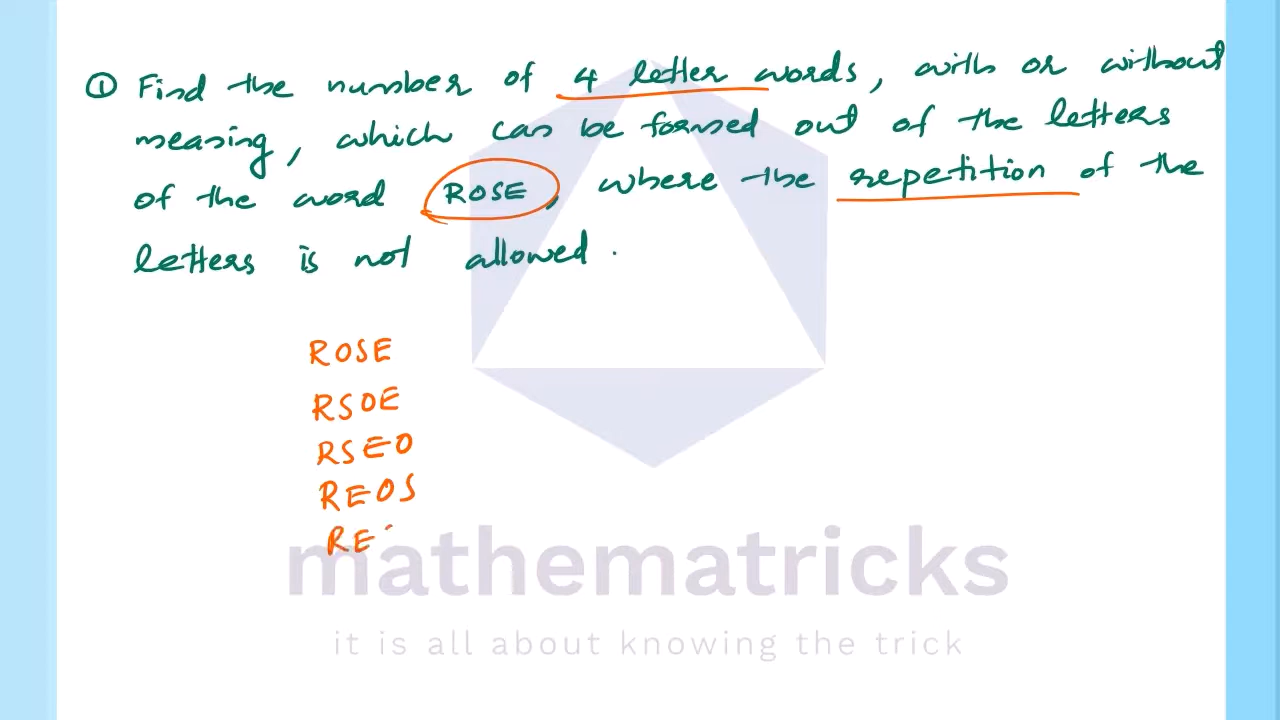 ① Find the number of 4 letter words, with or without
meaning, which can be formed out of the letters
of the word ROSE, where the repetition of the
letters is not allowed.
ROSE
RSOE
RSEO
REOS
RE
mathematricks
it is all about knowing the trick